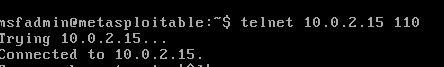 msfadmin@metasploitable:~$ telnet 10.0.2.15 110
Trying 10.0.2.15...
Connected to 10.0.2.15.